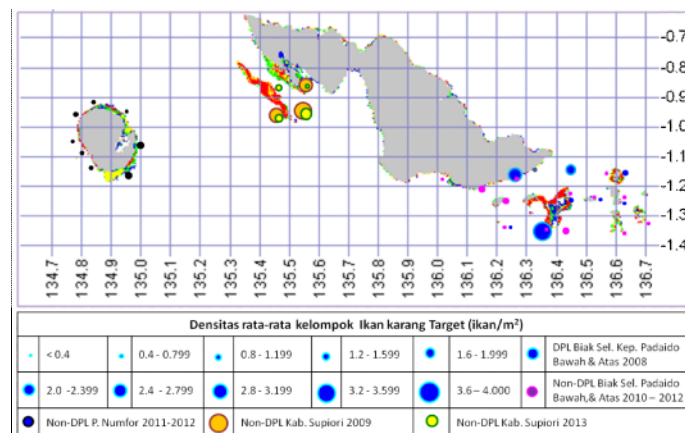 -0.7
-0.8
-0.9
-1.0
-1.1
-1.2
-1.3
-1.4
134.7
134.8
134.9
135.0
135.1
135.2
135.3
135.4
135.5
135.6
135.7
135.8
135.9
136.0
136.1
136.2
136.3
136.4
136.5
136.6
136.7
Densitas rata-rata kelompok Ikan karang Target (ikan/m²)
< 0.4
0.4 - 0.799
0.8 - 1.199
1.2 - 1.599
1.6 - 1.999
DPL Biak Sel. Kep. Padaido
Bawah & Atas 2008
2.0 -2.399
2.4 - 2.799
2.8 - 3.199
3.2 - 3.599
3.6 – 4.000
Non-DPL Biak Sel. Padaido
Bawah,& Atas 2010 – 2012
Non-DPL P. Numfor 2011-2012
Non-DPL Kab. Supiori 2009
Non-DPL Kab. Supiori 2013